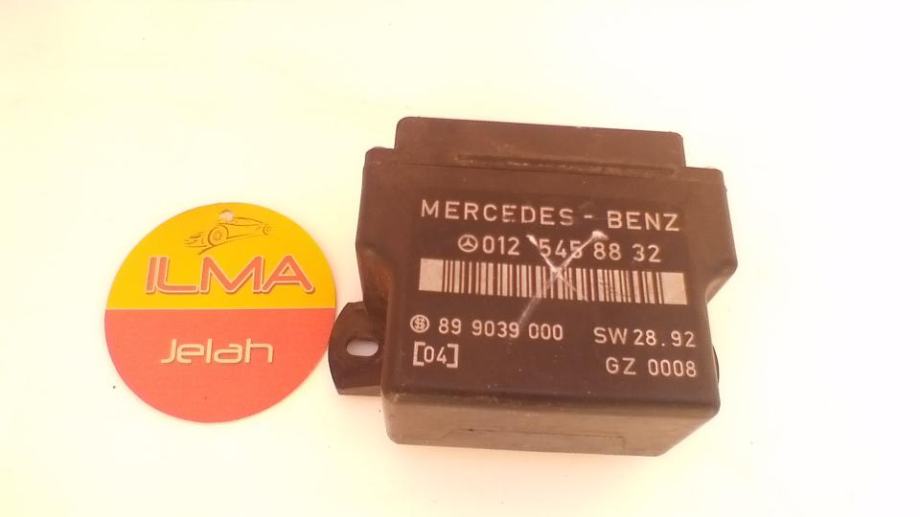 ILMA
Jelah
MERCEDES - BENZ
012 545 88 32
89 9039 000 SW 28.92
[04] GZ 0008